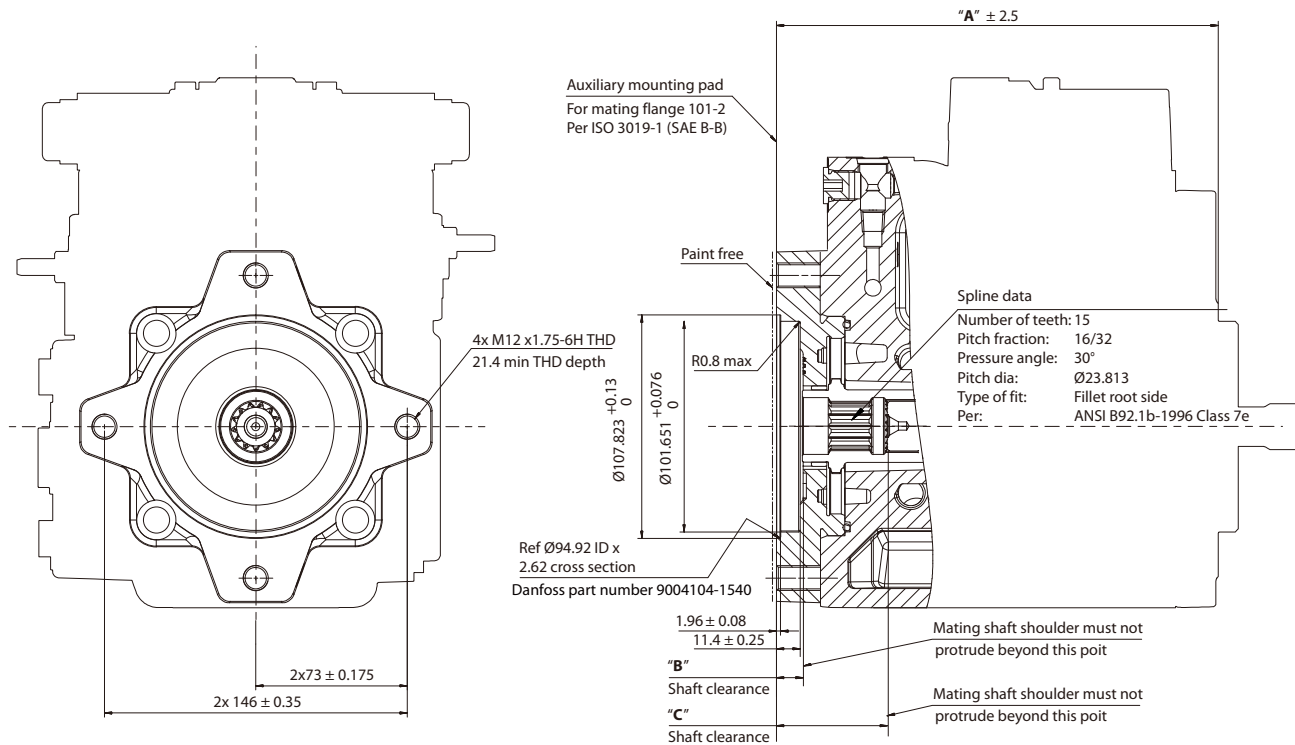 "A" ± 2.5
Auxiliary mounting pad
For mating flange 101-2
Per ISO 3019-1 (SAE B-B)
Paint free
4x M12 x1.75-6H THD
21.4 min THD depth
R0.8 max
Ø107.823 +0.13 0
Ø101.651 +0.076 0
Spline data
Number of teeth: 15
Pitch fraction: 16/32
Pressure angle: 30°
Pitch dia: Ø23.813
Type of fit: Fillet root side
Per: ANSI B92.1b-1996 Class 7e
Ref Ø94.92 ID x
2.62 cross section
Danfoss part number 9004104-1540
1.96 ± 0.08
11.4 ± 0.25
"B"
Shaft clearance
"C"
Shaft clearance
Mating shaft shoulder must not
protrude beyond this poit
Mating shaft shoulder must not
protrude beyond this poit
2x73 ± 0.175
2x 146 ± 0.35